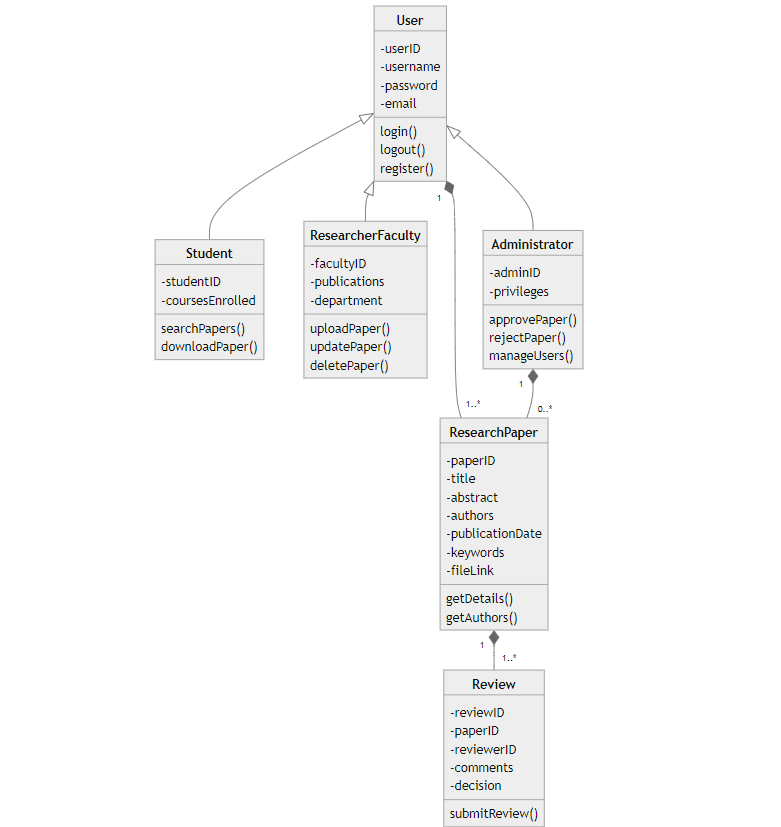 User
-userID
-username
-password
-email
login()
logout()
register()
1
Student
-studentID
-coursesEnrolled
searchPapers()
downloadPaper()
ResearcherFaculty
-facultyID
-publications
-department
uploadPaper()
updatePaper()
deletePaper()
Administrator
-adminID
-privileges
approvePaper()
rejectPaper()
manageUsers()
1
1..*
0..*
ResearchPaper
-paperID
-title
-abstract
-authors
-publicationDate
-keywords
-fileLink
getDetails()
getAuthors()
1
1..*
Review
-reviewID
-paperID
-reviewerID
-comments
-decision
submitReview()